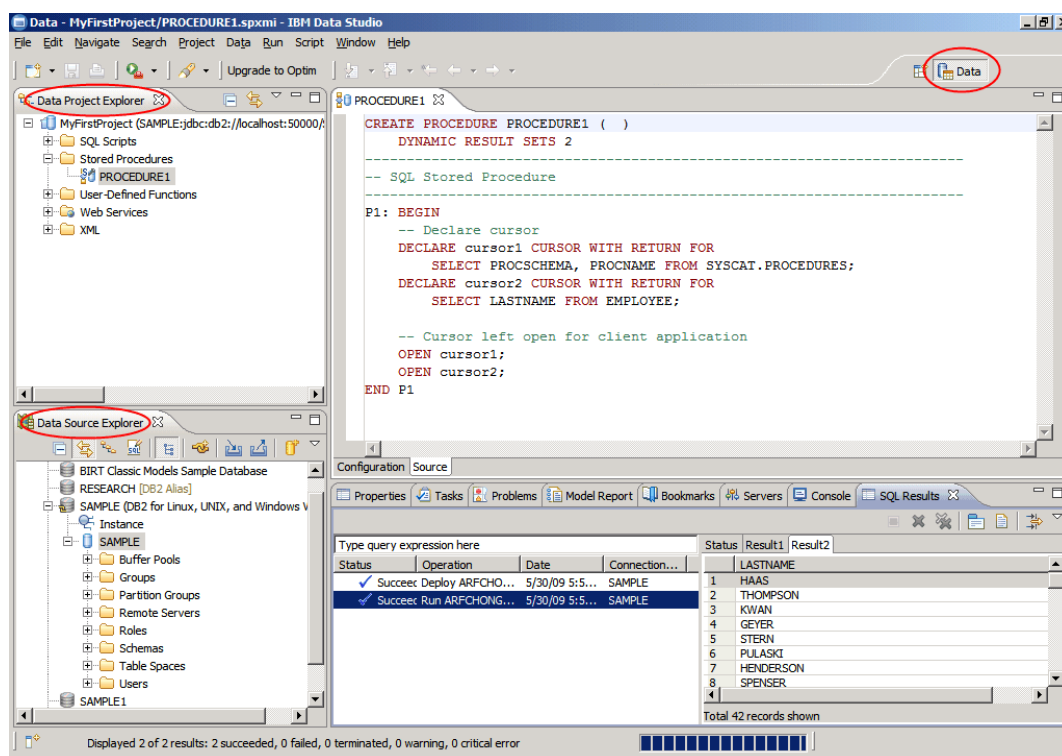 Data - MyFirstProject/PROCEDURE1.spxmi - IBM Data Studio
File Edit Navigate Search Project Data Run Script Window Help
Upgrade to Optim
Data
Data Project Explorer
MyFirstProject (SAMPLE:jdbc:db2://localhost:50000/
SQL Scripts
Stored Procedures
PROCEDURE1
User-Defined Functions
Web Services
XML
PROCEDURE1
CREATE PROCEDURE PROCEDURE1 ( )
DYNAMIC RESULT SETS 2
------------------------------------------------------------------------
-- SQL Stored Procedure
------------------------------------------------------------------------
P1: BEGIN
-- Declare cursor
DECLARE cursor1 CURSOR WITH RETURN FOR
SELECT PROCSCHEMA, PROCNAME FROM SYSCAT.PROCEDURES;
DECLARE cursor2 CURSOR WITH RETURN FOR
SELECT LASTNAME FROM EMPLOYEE;
-- Cursor left open for client application
OPEN cursor1;
OPEN cursor2;
END P1
Configuration Source
Data Source Explorer
SQL
BIRT Classic Models Sample Database
RESEARCH [DB2 Alias]
SAMPLE (DB2 for Linux, UNIX, and Windows V
Instance
SAMPLE
Buffer Pools
Groups
Partition Groups
Remote Servers
Roles
Schemas
Table Spaces
Users
SAMPLE1
Properties Tasks Problems Model Report Bookmarks Servers Console SQL Results
Type query expression here
Status Operation Date Connection...
Succeec Deploy ARFCHO... 5/30/09 5:5... SAMPLE
Succeec Run ARFCHONG... 5/30/09 5:5... SAMPLE
Status Result1 Result2
LASTNAME
1 HAAS
2 THOMPSON
3 KWAN
4 GEYER
5 STERN
6 PULASKI
7 HENDERSON
8 SPENSER
Total 42 records shown
Displayed 2 of 2 results: 2 succeeded, 0 failed, 0 terminated, 0 warning, 0 critical error